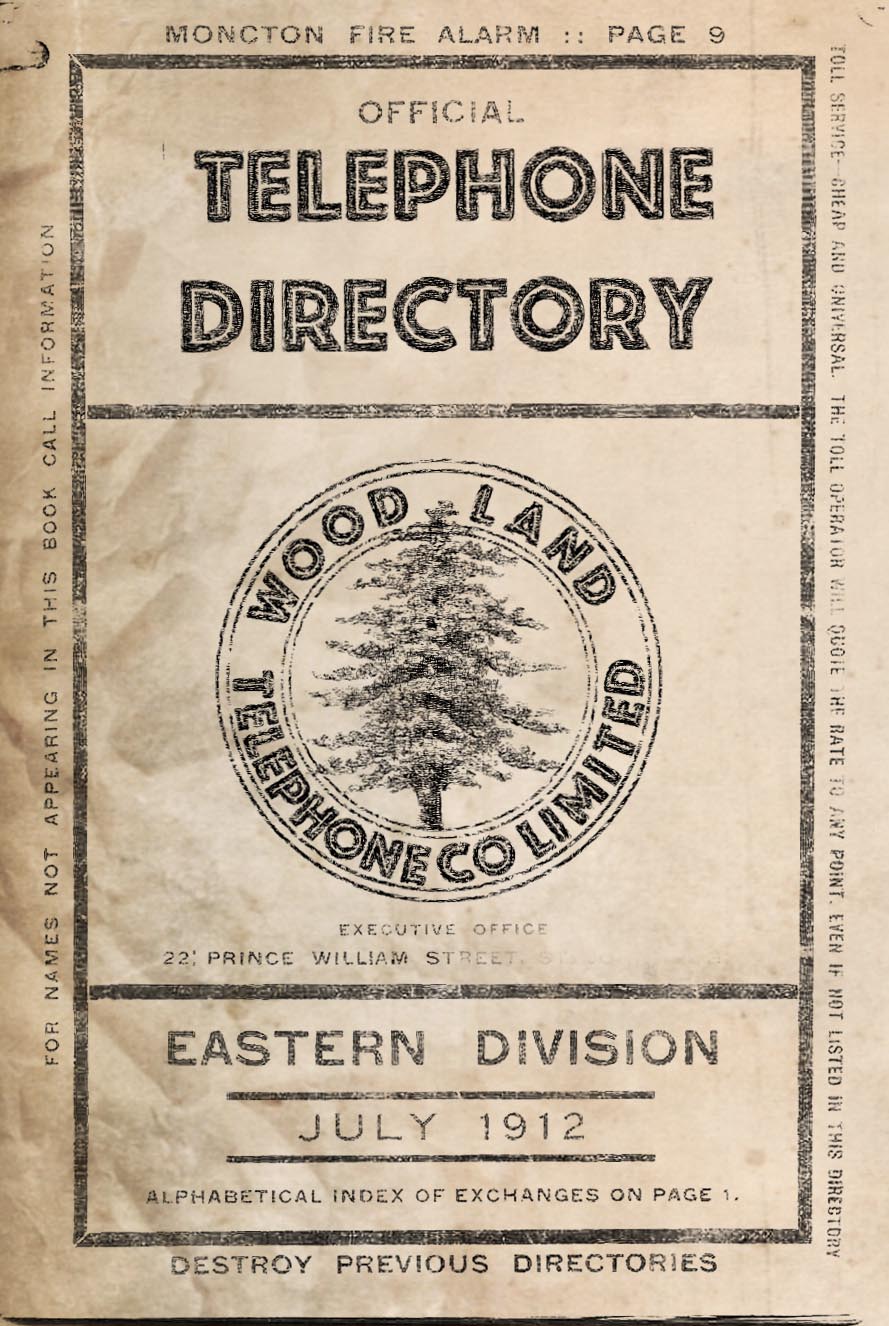 MONCTON FIRE ALARM :: PAGE 9
OFFICIAL
TELEPHONE
DIRECTORY
WOOD LAND
TELEPHONE CO LIMITED
EXECUTIVE OFFICE
PRINCE WILLIAM STREET,
EASTERN DIVISION
JULY 1912
ALPHABETICAL INDEX OF EXCHANGES ON PAGE 1.
DESTROY PREVIOUS DIRECTORIES
FOR NAMES NOT APPEARING IN THIS BOOK CALL INFORMATION
TOLL SERVICE—CHEAP AND UNIVERSAL. THE TOLL OPERATOR WILL QUOTE THE RATE TO ANY POINT, EVEN IF NOT LISTED IN THIS DIRECTORY